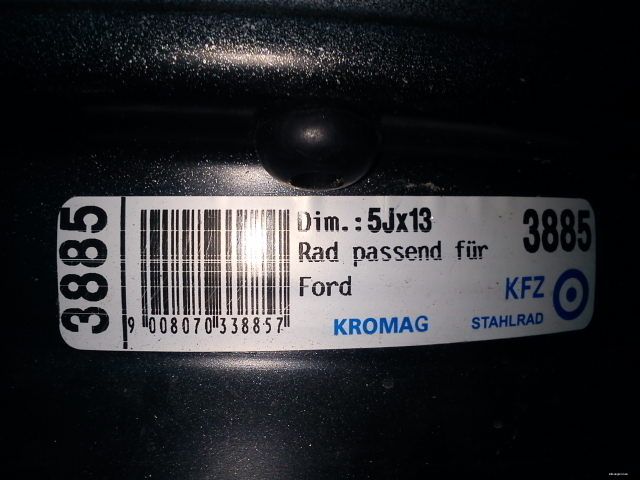 3885
Dim.: 5Jx13
3885
Rad passend für
Ford
KFZ
KROMAG
STAHLRAD
9 008070 338857